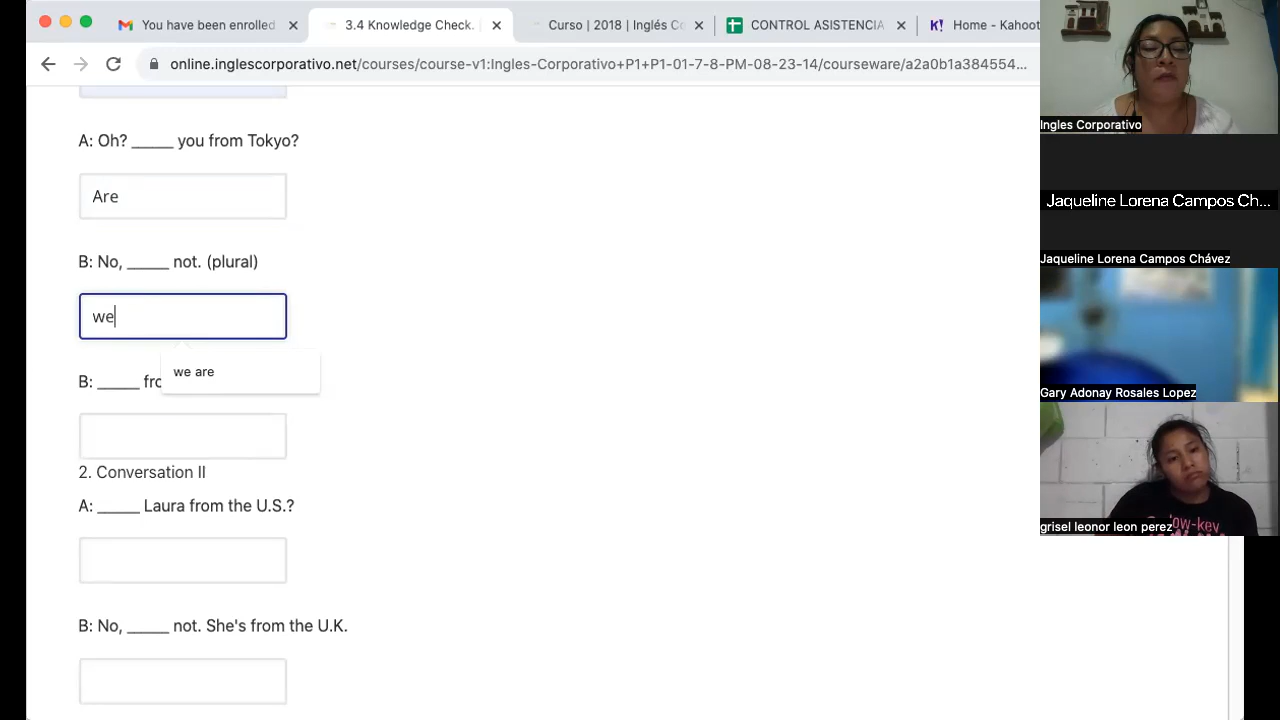 You have been enrolled
3.4 Knowledge Check.
Curso | 2018 | Inglés Co
CONTROL ASISTENCIA
K! Home - Kahoot
online.inglescorporativo.net/courses/course-v1:Ingles-Corporativo+P1+P1-01-7-8-PM-08-23-14/courseware/a2a0b1a384554...
A: Oh? _____ you from Tokyo?
Are
B: No, _____ not. (plural)
we
we are
B: _____ fro
2. Conversation II
A: _____ Laura from the U.S.?
B: No, _____ not. She's from the U.K.
Ingles Corporativo
Jaqueline Lorena Campos Ch...
Jaqueline Lorena Campos Chávez
Gary Adonay Rosales Lopez
low-key
grisel leonor leon perez